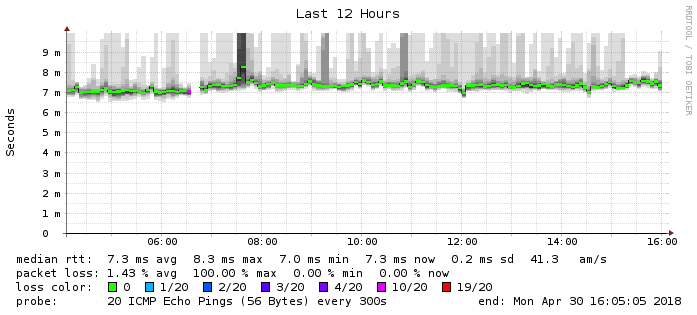 Last 12 Hours
RRDTOOL / TOBI OETIKER
Seconds
9 m
8 m
7 m
6 m
5 m
4 m
3 m
2 m
1 m
0
06:00 08:00 10:00 12:00 14:00 16:00
median rtt: 7.3 ms avg 8.3 ms max 7.0 ms min 7.3 ms now 0.2 ms sd 41.3 am/s
packet loss: 1.43 % avg 100.00 % max 0.00 % min 0.00 % now
loss color: 0 1/20 2/20 3/20 4/20 10/20 19/20
probe: 20 ICMP Echo Pings (56 Bytes) every 300s end: Mon Apr 30 16:05:05 2018